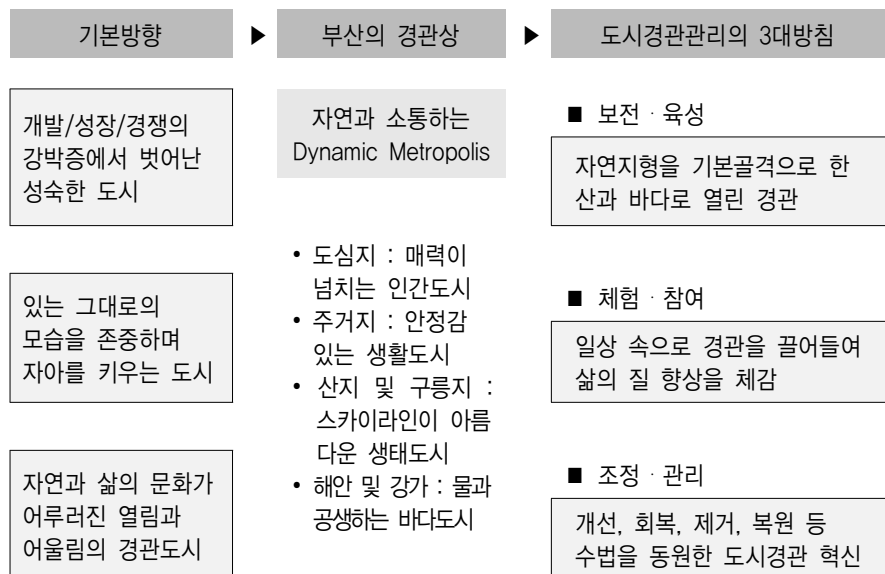 기본방향 ▶ 부산의 경관상 ▶ 도시경관관리의 3대방침
개발/성장/경쟁의
강박증에서 벗어난
성숙한 도시
있는 그대로의
모습을 존중하며
자아를 키우는 도시
자연과 삶의 문화가
어루러진 열림과
어울림의 경관도시
자연과 소통하는
Dynamic Metropolis
• 도심지 : 매력이
넘치는 인간도시
• 주거지 : 안정감
있는 생활도시
• 산지 및 구릉지 :
스카이라인이 아름
다운 생태도시
• 해안 및 강가 : 물과
공생하는 바다도시
■ 보전 · 육성
자연지형을 기본골격으로 한
산과 바다로 열린 경관
■ 체험 · 참여
일상 속으로 경관을 끌어들여
삶의 질 향상을 체감
■ 조정 · 관리
개선, 회복, 제거, 복원 등
수법을 동원한 도시경관 혁신